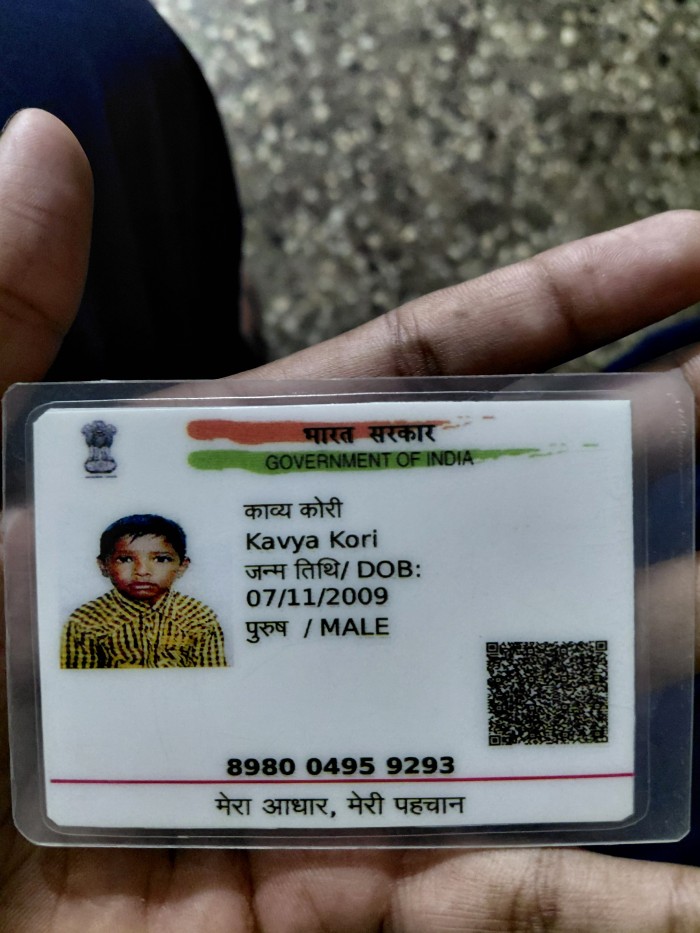 भारत सरकार
GOVERNMENT OF INDIA
काव्य कोरी
Kavya Kori
जन्म तिथि/ DOB:
07/11/2009
पुरुष / MALE
8980 0495 9293
मेरा आधार, मेरी पहचान